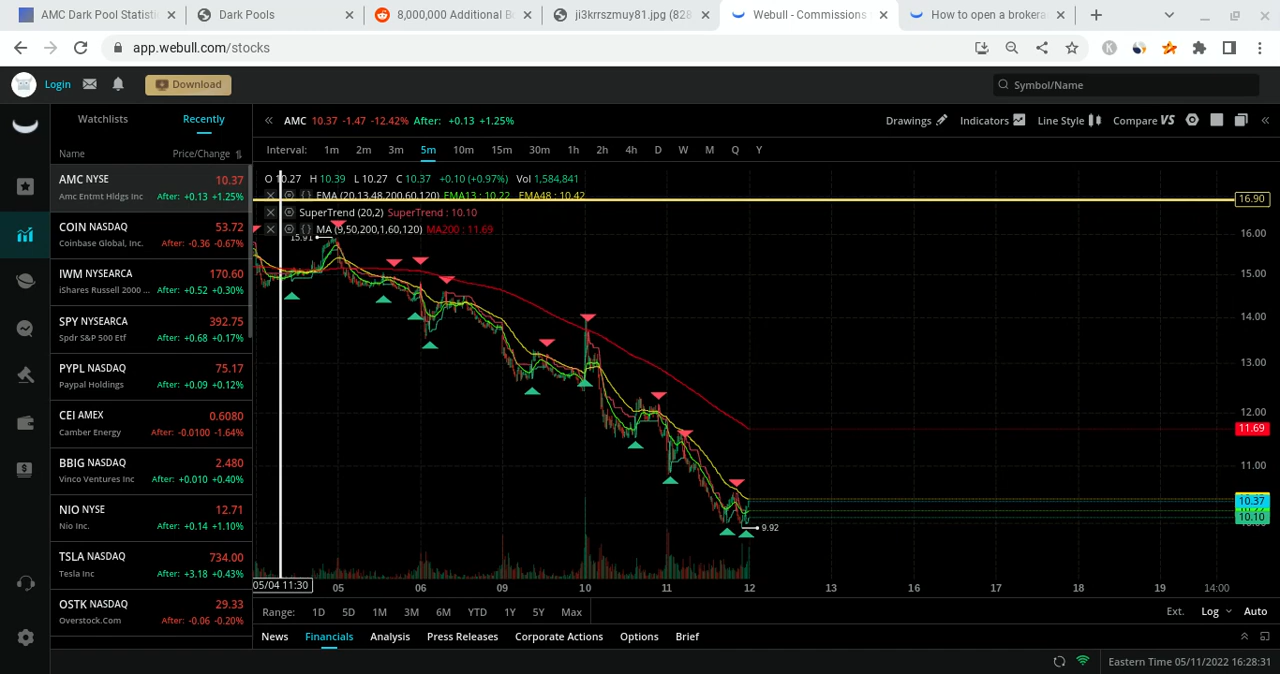 AMC Dark Pool Statisti
Dark Pools
8,000,000 Additional B
ji3krrszmuy81.jpg (828
Webull - Commissions
How to open a brokera
app.webull.com/stocks
K
Login
Download
Symbol/Name
Watchlists
Recently
Name
Price/Change
AMC NYSE 10.37
Amc Entmt Hldgs Inc After: +0.13 +1.25%
COIN NASDAQ 53.72
Coinbase Global, Inc. After: -0.36 -0.67%
IWM NYSEARCA 170.60
iShares Russell 2000 ... After: +0.52 +0.30%
SPY NYSEARCA 392.75
Spdr S&P 500 Etf After: +0.68 +0.17%
PYPL NASDAQ 75.17
Paypal Holdings After: +0.09 +0.12%
CEI AMEX 0.6080
Camber Energy After: -0.0100 -1.64%
BBIG NASDAQ 2.480
Vinco Ventures Inc After: +0.010 +0.40%
NIO NYSE 12.71
Nio Inc. After: +0.14 +1.10%
TSLA NASDAQ 734.00
Tesla Inc After: +3.18 +0.43%
OSTK NASDAQ 29.33
Overstock.Com After: -0.06 -0.20%
AMC 10.37 -1.47 -12.42% After: +0.13 +1.25%
Drawings Indicators Line Style Compare VS
Interval: 1m 2m 3m 5m 10m 15m 30m 1h 2h 4h D W M Q Y
O 10.27 H 10.39 L 10.27 C 10.37 +0.10 (+0.97%) Vol 1,584,841
EMA (20,13,48,200,60,120) EMA13 : 10.22 EMA48 : 10.42
SuperTrend (20,2) SuperTrend : 10.10
MA (9,50,200,1,60,120) MA200 : 11.69
15.91
9.92
16.90
16.00
15.00
14.00
13.00
12.00
11.69
11.00
10.37
10.10
05/04 11:30 05 06 09 10 11 12 13 16 17 18 19 14:00
Range: 1D 5D 1M 3M 6M YTD 1Y 5Y Max
Ext. Log Auto
News Financials Analysis Press Releases Corporate Actions Options Brief
Eastern Time 05/11/2022 16:28:31